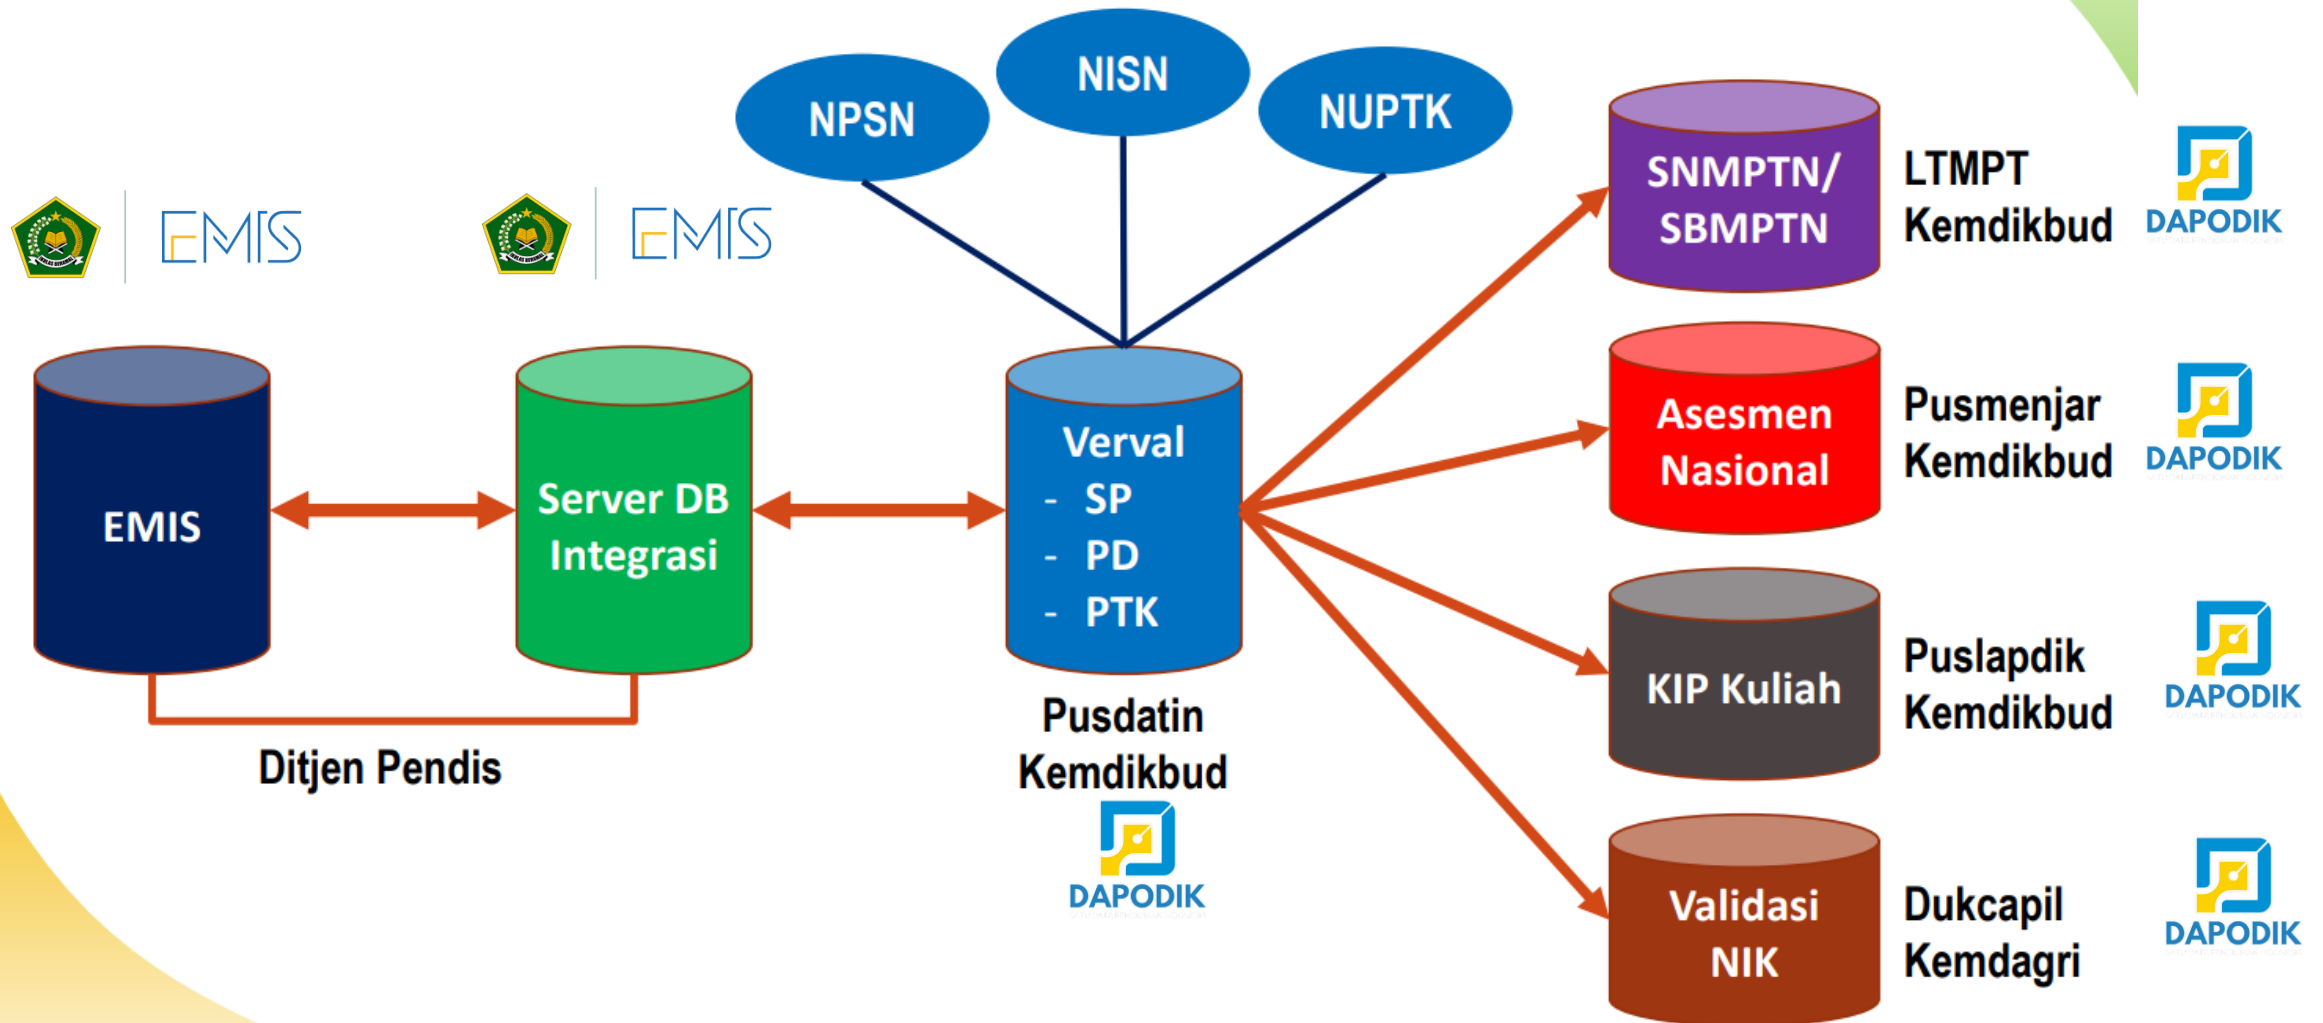 NPSN
NISN
NUPTK
EMIS
EMIS
EMIS
Server DB
Integrasi
Ditjen Pendis
Verval
- SP
- PD
- PTK
Pusdatin
Kemdikbud
DAPODIK
SNMPTN/
SBMPTN
LTMPT
Kemdikbud
DAPODIK
Asesmen
Nasional
Pusmenjar
Kemdikbud
DAPODIK
KIP Kuliah
Puslapdik
Kemdikbud
DAPODIK
Validasi
NIK
Dukcapil
Kemdagri
DAPODIK